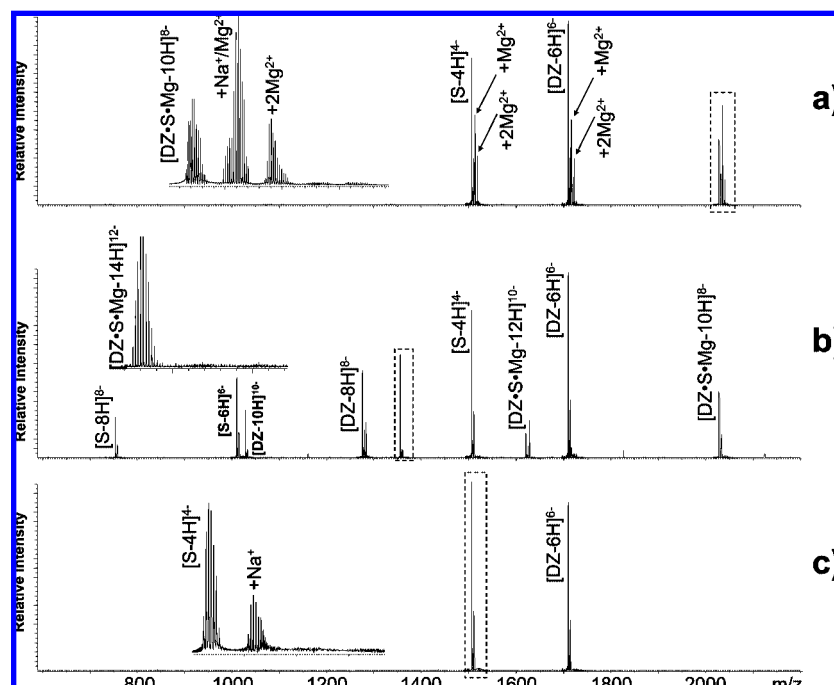 Relative Intensity
[DZ•S•Mg-10H]8-
+Na+/Mg2+
+2Mg2+
[S-4H]4-
+Mg2+
+2Mg2+
[DZ-6H]6-
+Mg2+
+2Mg2+
a)
Relative Intensity
[DZ•S•Mg-14H]12-
[S-8H]8-
[S-6H]6-
[DZ-10H]10-
[DZ-8H]8-
[S-4H]4-
[DZ•S•Mg-12H]10-
[DZ-6H]6-
[DZ•S•Mg-10H]8-
b)
Relative Intensity
[S-4H]4-
+Na+
[DZ-6H]6-
c)
800 1000 1200 1400 1600 1800 2000 m/z